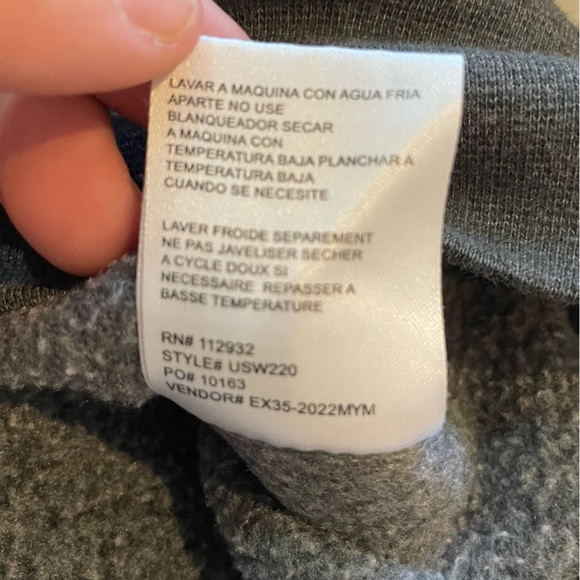 LAVAR A MAQUINA CON AGUA FRIA
APARTE NO USE
BLANQUEADOR SECAR
A MAQUINA CON
TEMPERATURA BAJA PLANCHAR A
TEMPERATURA BAJA
CUANDO SE NECESITE
LAVER FROIDE SEPAREMENT
NE PAS JAVELISER SECHER
A CYCLE DOUX SI
NECESSAIRE REPASSER A
BASSE TEMPERATURE
RN# 112932
STYLE# USW220
PO# 10163
VENDOR# EX35-2022MYM